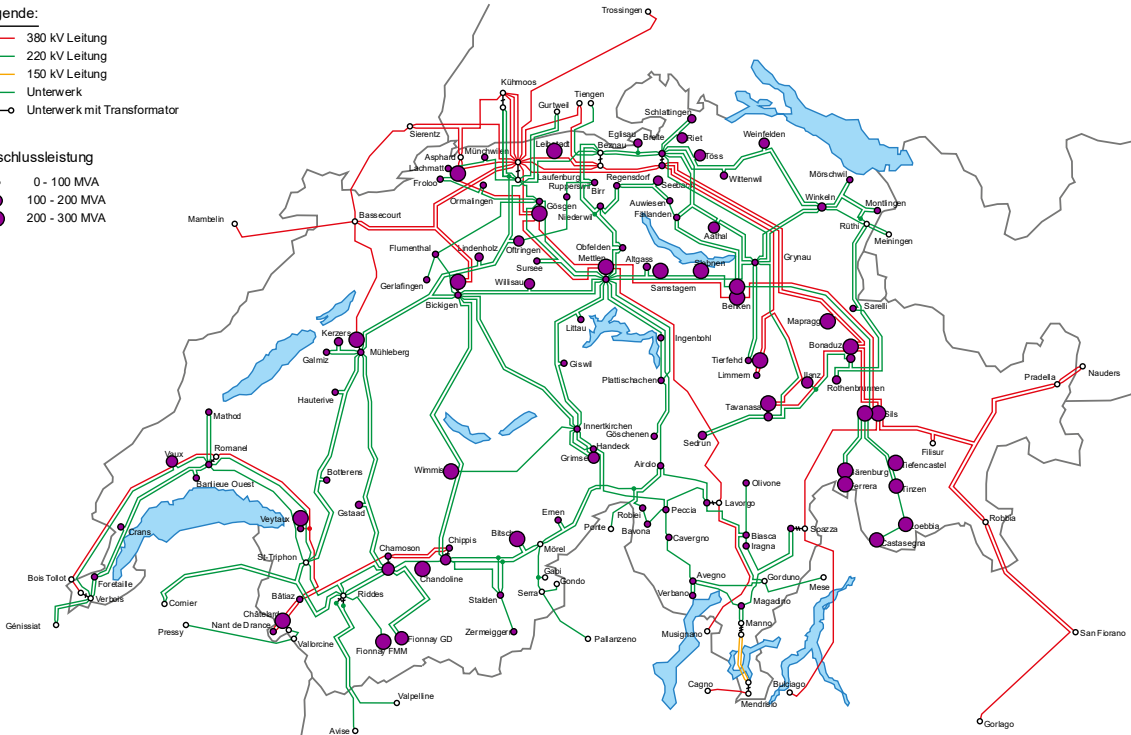 gende:
380 kV Leitung
220 kV Leitung
150 kV Leitung
Unterwerk
Unterwerk mit Transformator
schlussleistung
0 - 100 MVA
100 - 200 MVA
200 - 300 MVA
Trossingen
Kühmoos
Tiengen
Gurtweil
Schlattingen
Sierentz
Eglisau
Breite
Riet
Weinfelden
Asphard
Münchwilen
Leibstadt
Beznau
Töss
Lachmatt
Froloo
Laufenburg
Rupperswil
Birr
Regensdorf
Seebach
Wittenwil
Mörschwil
Ormalingen
Gösgen
Niederwil
Auwiesen
Fällanden
Winkeln
Montlingen
Mambelin
Bassecourt
Aathal
Rüthi
Meiningen
Flumenthal
Lindenholz
Oftringen
Obfelden
Sursee
Mettlen
Altgass
Grynau
Gerlafingen
Willisau
Samstagern
Bickigen
Benken
Sarelli
Mapragg
Kerzers
Littau
Ingenbohl
Galmiz
Mühleberg
Giswil
Tierfehd
Limmern
Bonaduz
Ilanz
Rothenbrunnen
Pradella
Nauders
Hauterive
Plattischachen
Tavanasa
Sils
Mathod
Innertkirchen
Göschenen
Sedrun
Filisur
Romanel
Vaux
Handeck
Grimsel
Airolo
Banlieue Ouest
Botterens
Wimmis
Olivone
Bärenburg
Ferrera
Tiefencastel
Tinzen
Gstaad
Lavorgo
Crans
Veytaux
Ernen
Robiei
Peccia
Ponte
Bavona
Soazza
Robbia
Löbbia
Castasegna
St-Triphon
Chamoson
Chippis
Bitsch
Mörel
Cavergno
Biasca
Iragna
Bois Tollot
Foretaille
Verbois
Chandoline
Gabi
Gondo
Serra
Avegno
Verbano
Gorduno
Mese
Génissiat
Cornier
Bâtiaz
Riddes
Stalden
Magadino
Châtelard
Nant de Drance
Pressy
Vallorcine
Fionnay FMM
Fionnay GD
Zermeiggern
Pallanzeno
Musignano
Manno
San Fiorano
Cagno
Mendrisio
Bulciago
Valpelline
Avise
Gorlago